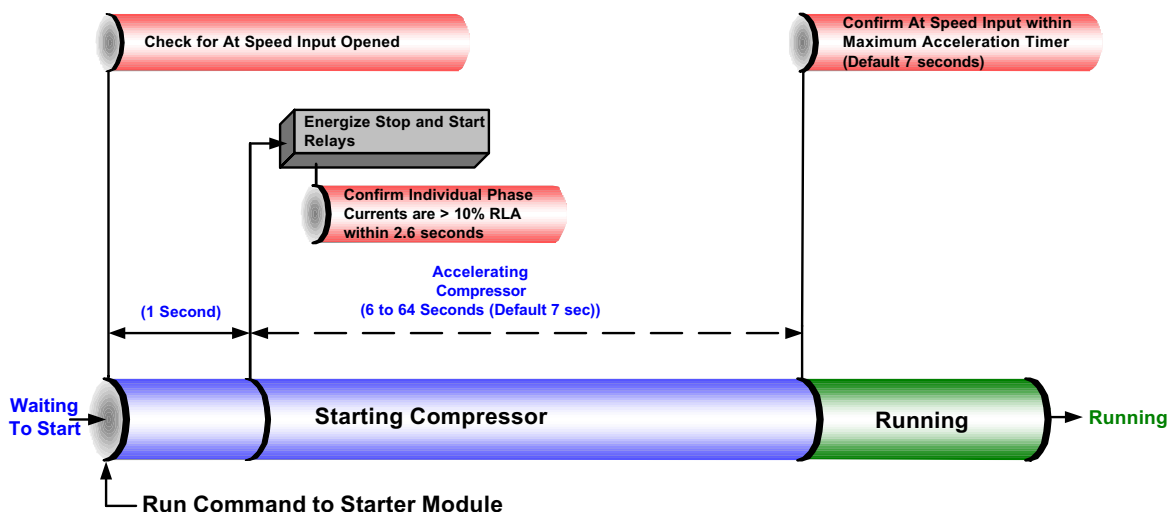 Check for At Speed Input Opened
Confirm At Speed Input within
Maximum Acceleration Timer
(Default 7 seconds)
Energize Stop and Start
Relays
Confirm Individual Phase
Currents are > 10% RLA
within 2.6 seconds
(1 Second)
Accelerating
Compressor
(6 to 64 Seconds (Default 7 sec))
Waiting
To Start
Starting Compressor
Running
Running
Run Command to Starter Module